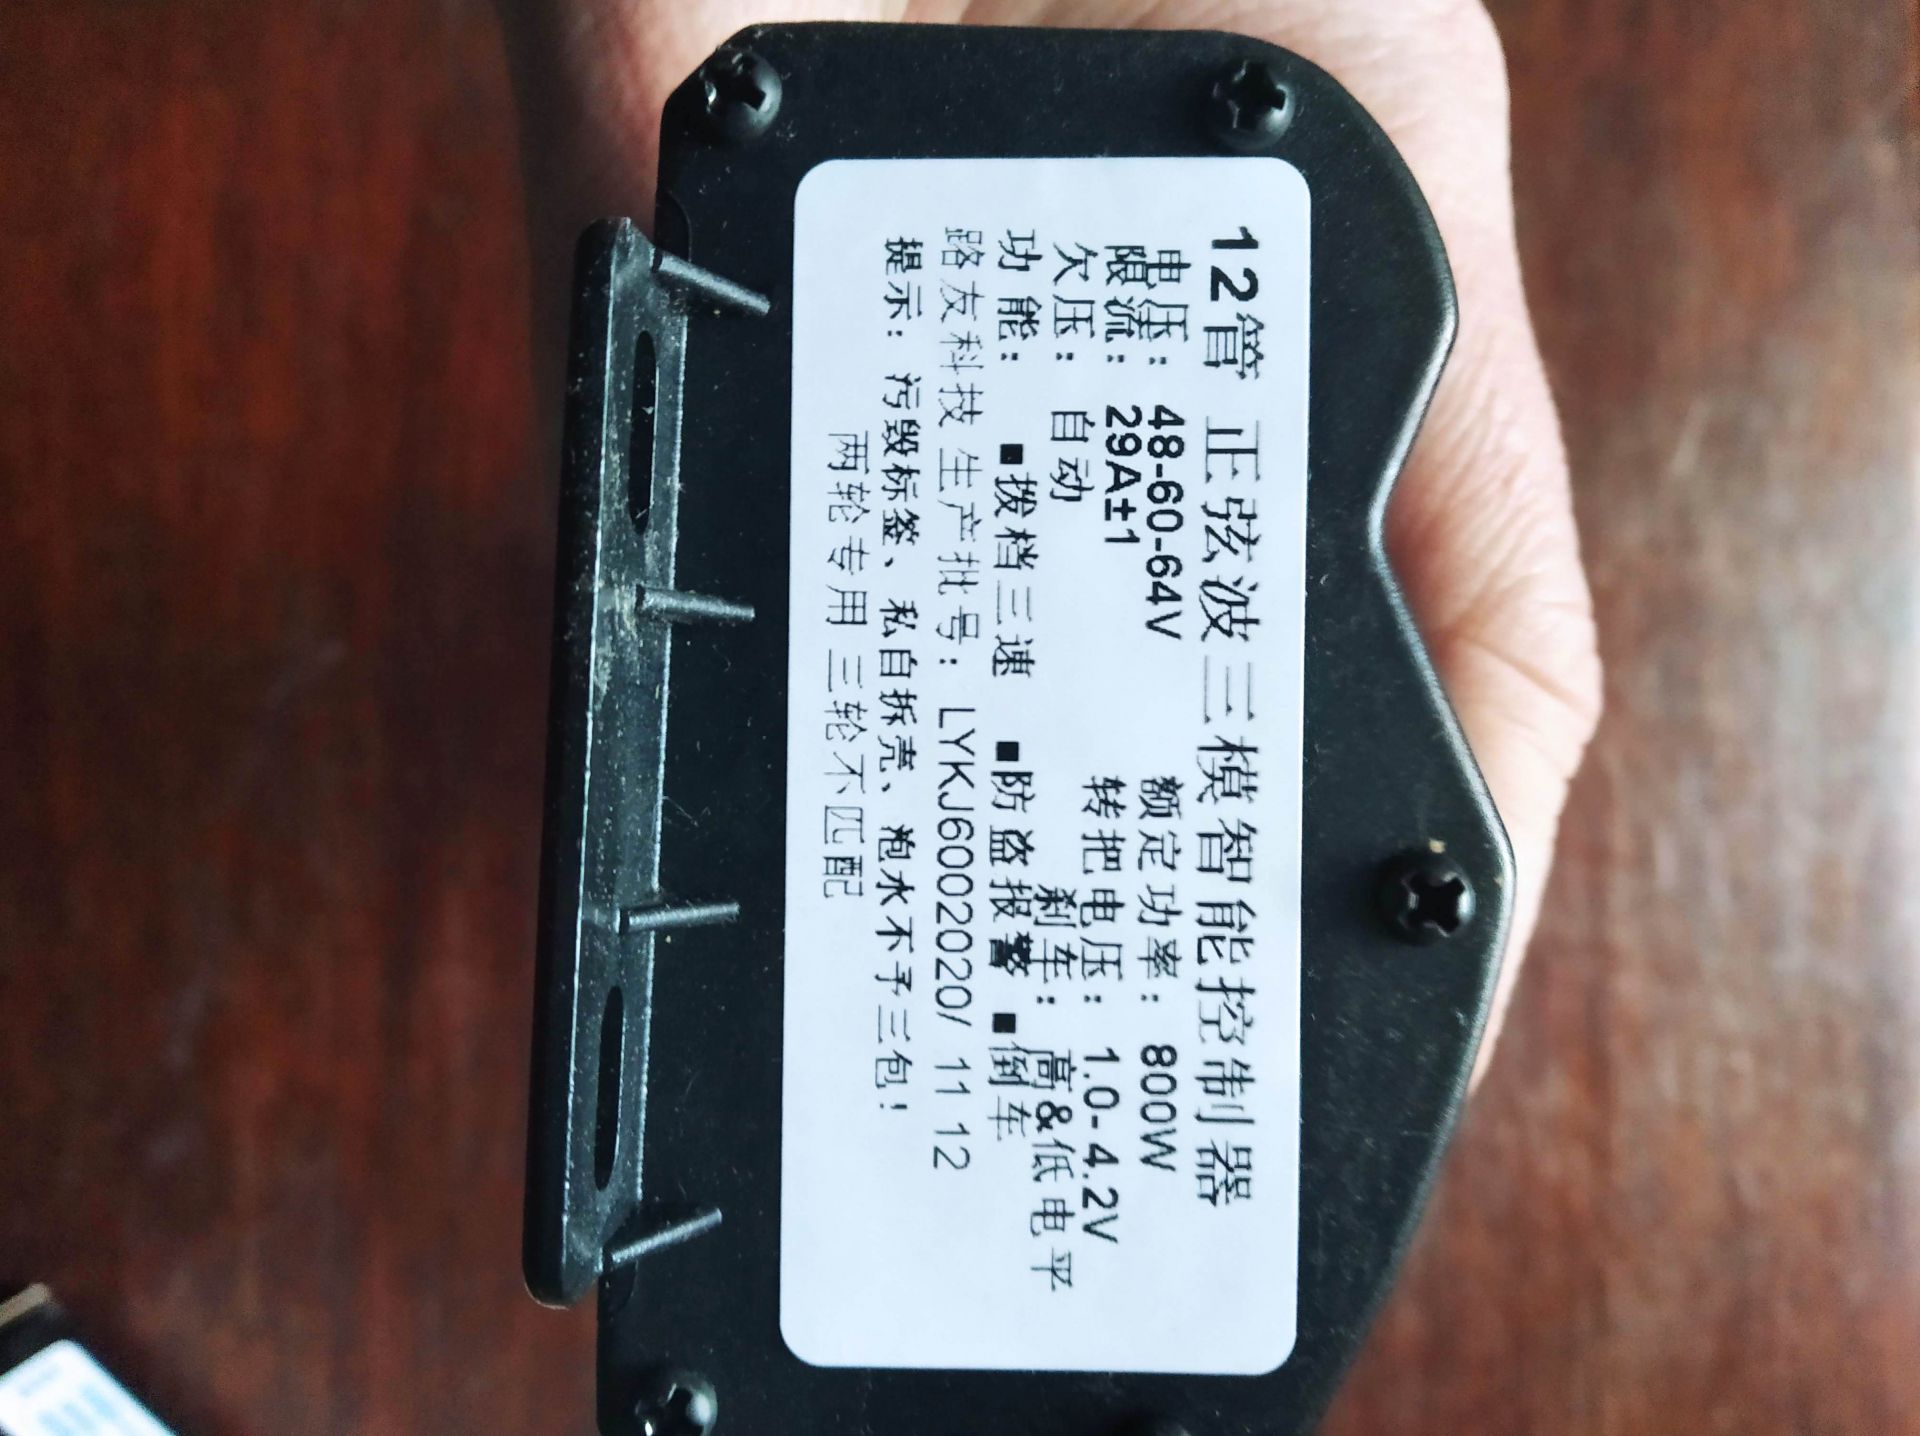 12管 正弦波三模智能控制器
电压: 48-60-64V 额定功率: 800W
限流: 29A±1 转把电压: 1.0-4.2V
欠压: 自动 刹车: 高&低电平
功 能: ■拨档三速 ■防盗报警 ■倒车
路友科技 生产批号: LYKJ60020020/ 11 12
提示: 污毁标签、私自拆壳、泡水不予三包!
两轮专用 三轮不匹配